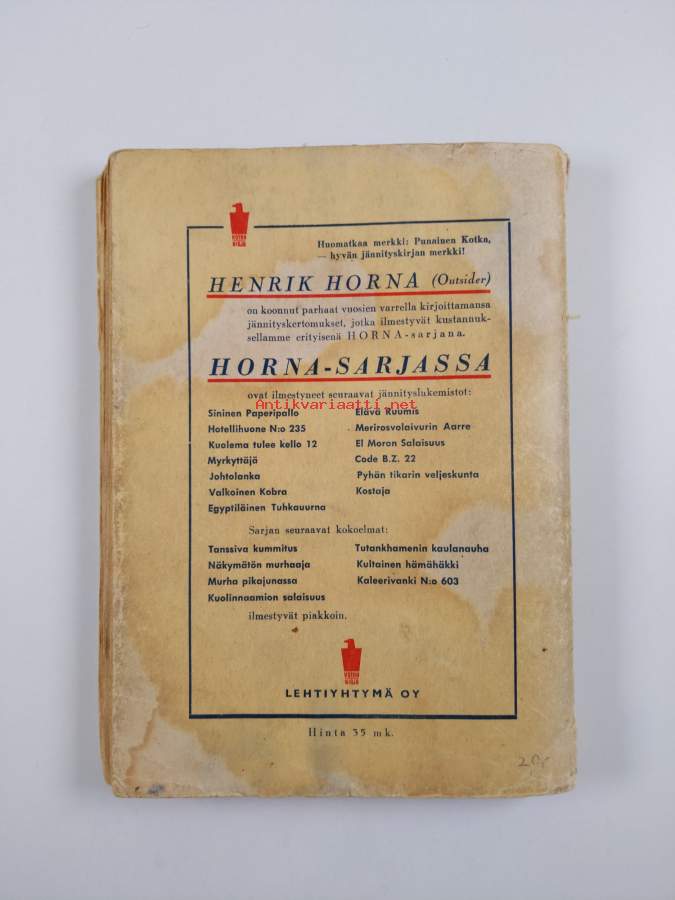 KOTKA
KIRJA
Huomatkaa merkki: Punainen Kotka,
— hyvän jännityskirjan merkki!
HENRIK HORNA (Outsider)
on koonnut parhaat vuosien varrella kirjoittamansa
jännityskertomukset, jotka ilmestyvät kustannuk-
sellamme erityisenä HORNA-sarjana.
HORNA-SARJASSA
ovat ilmestyneet seuraavat jännityslukemistot:
Antikvariaatti.net
Sininen Paperipallo
Hotellihuone N:o 235
Kuolema tulee kello 12
Myrkyttäjä
Johtolanka
Valkoinen Kobra
Egyptiläinen Tuhkauurna
Elävä Ruumis
Merirosvolaivurin Aarre
El Moron Salaisuus
Code B.Z. 22
Pyhän tikarin veljeskunta
Kostaja
Sarjan seuraavat kokoelmat:
Tanssiva kummitus
Näkymätön murhaaja
Murha pikajunassa
Kuolinnaamion salaisuus
Tutankhamenin kaulanauha
Kultainen hämähäkki
Kaleerivanki N:o 603
ilmestyvät piakkoin.
KOTKA
KIRJA
LEHTIYHTYMÄ OY
Hinta 35 mk.